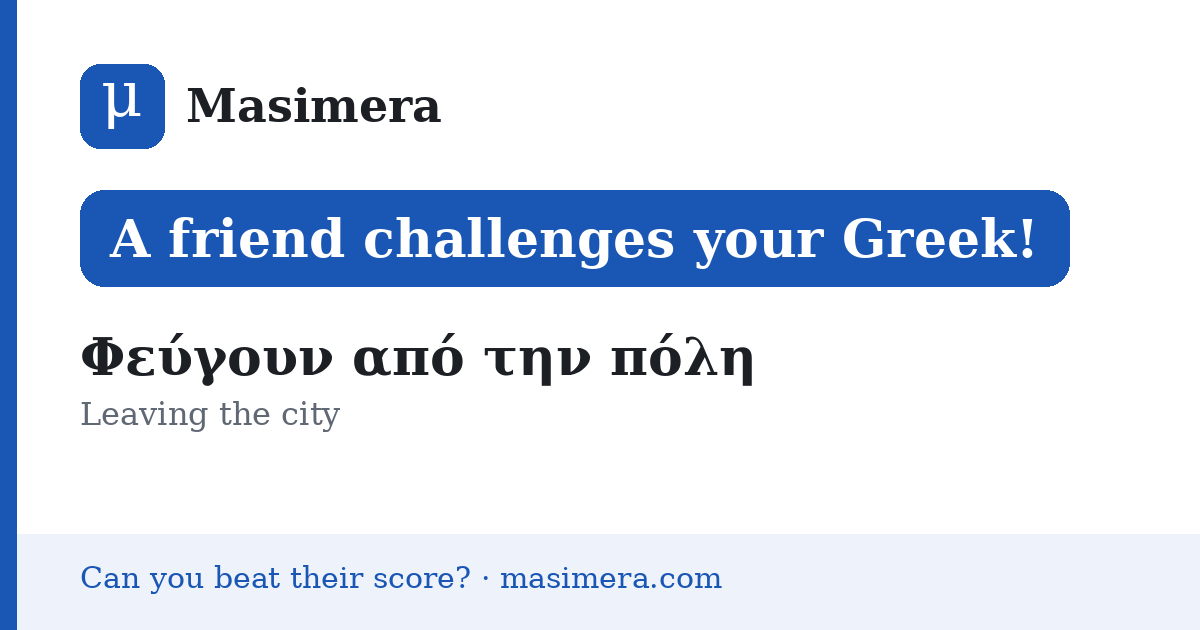 μ Masimera
A friend challenges your Greek!
Φεύγουν από την πόλη
Leaving the city
Can you beat their score? · masimera.com